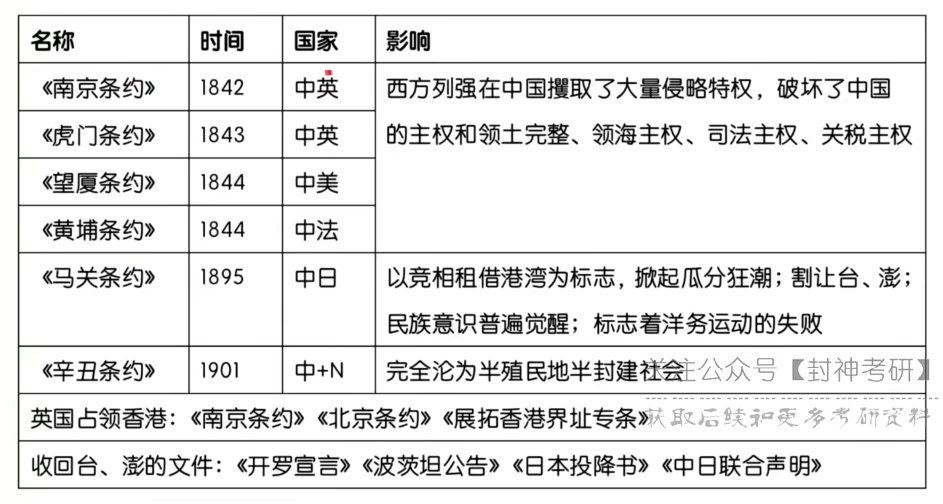 名称 时间 国家 影响
《南京条约》 1842 中英 西方列强在中国攫取了大量侵略特权，破坏了中国
《虎门条约》 1843 中英 的主权和领土完整、领海主权、司法主权、关税主权
《望厦条约》 1844 中美
《黄埔条约》 1844 中法
《马关条约》 1895 中日 以竞相租借港湾为标志，掀起瓜分狂潮；割让台、澎；
民族意识普遍觉醒；标志着洋务运动的失败
《辛丑条约》 1901 中+N 完全沦为半殖民地半封建社会
关注公众号【封神考研】
英国占领香港：《南京条约》《北京条约》《展拓香港界址专条》
获取后续和更多考研资料
收回台、澎的文件：《开罗宣言》《波茨坦公告》《日本投降书》《中日联合声明》